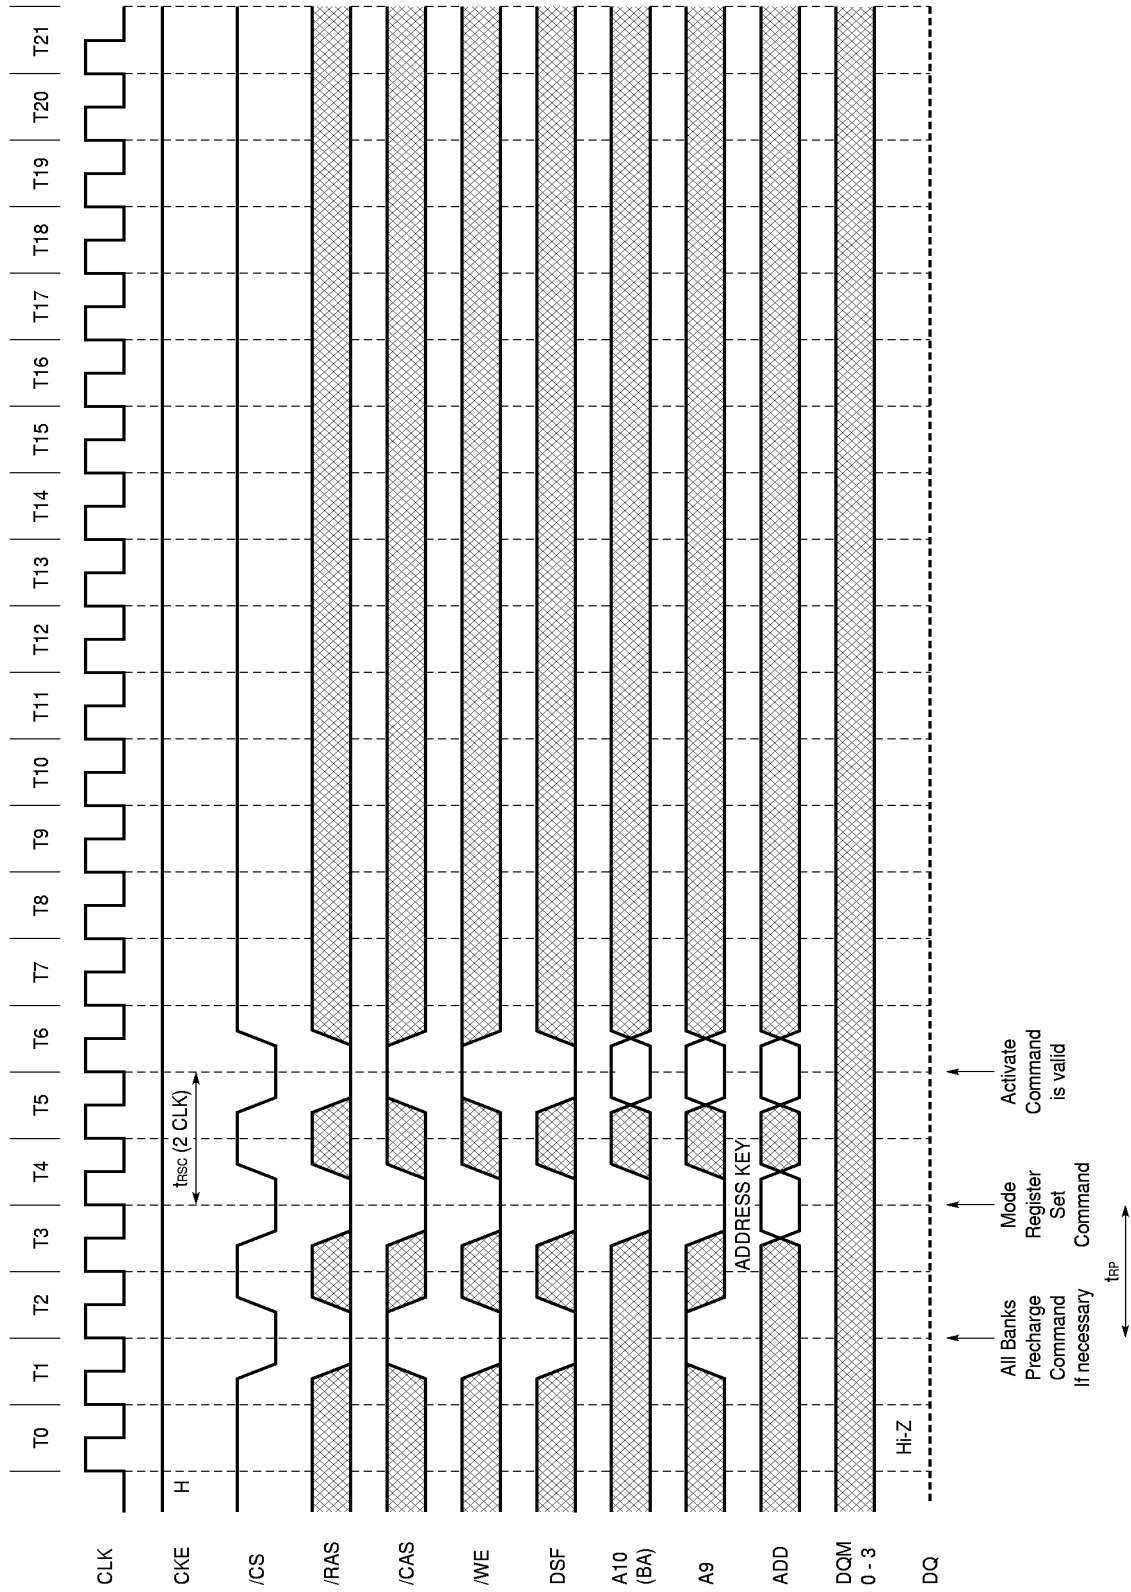 T0 T1 T2 T3 T4 T5 T6 T7 T8 T9 T10 T11 T12 T13 T14 T15 T16 T17 T18 T19 T20 T21
CLK
CKE
H
tRSC (2 CLK)
/CS
/RAS
/CAS
/WE
DSF
A10
(BA)
A9
ADDRESS KEY
ADD
DQM
0 - 3
Hi-Z
DQ
All Banks
Precharge
Command
If necessary
Mode
Register
Set
Command
Activate
Command
is valid
tRP